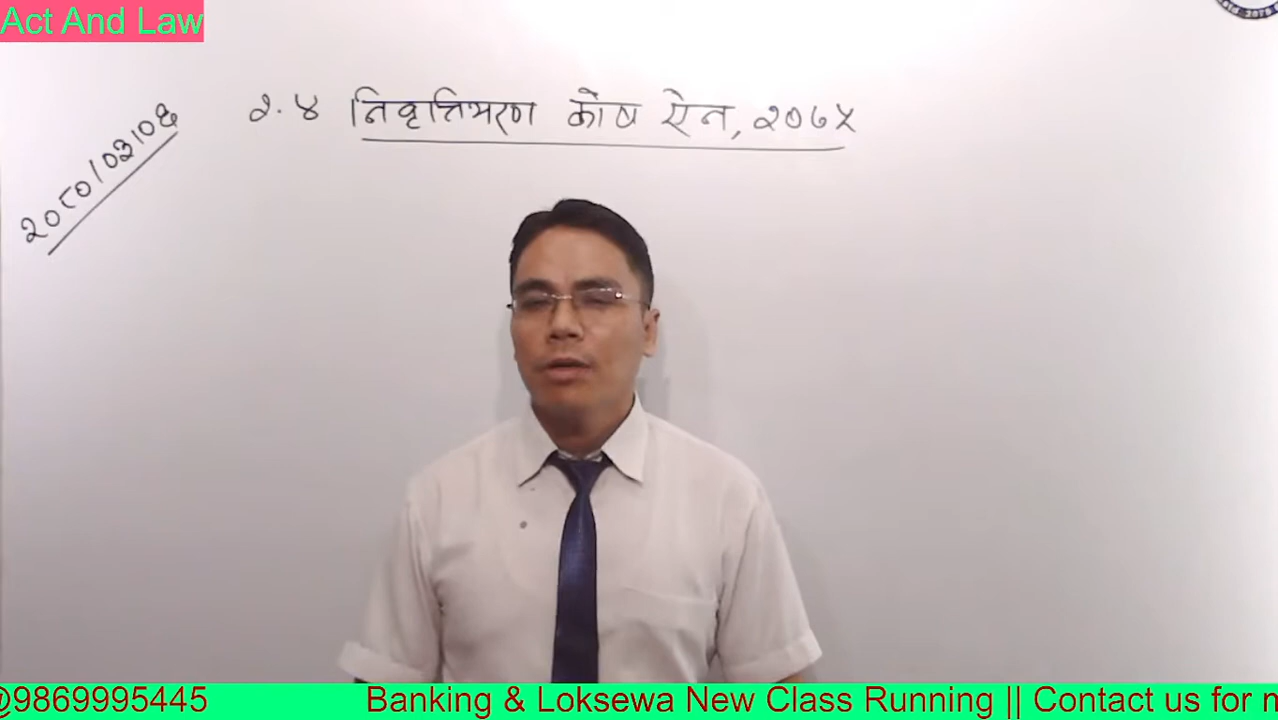 Act And Law
२.४ निवृत्तिभरण कोष ऐन, २०७५
२०८०/०३/०६
@9869995445 Banking & Loksewa New Class Running || Contact us for